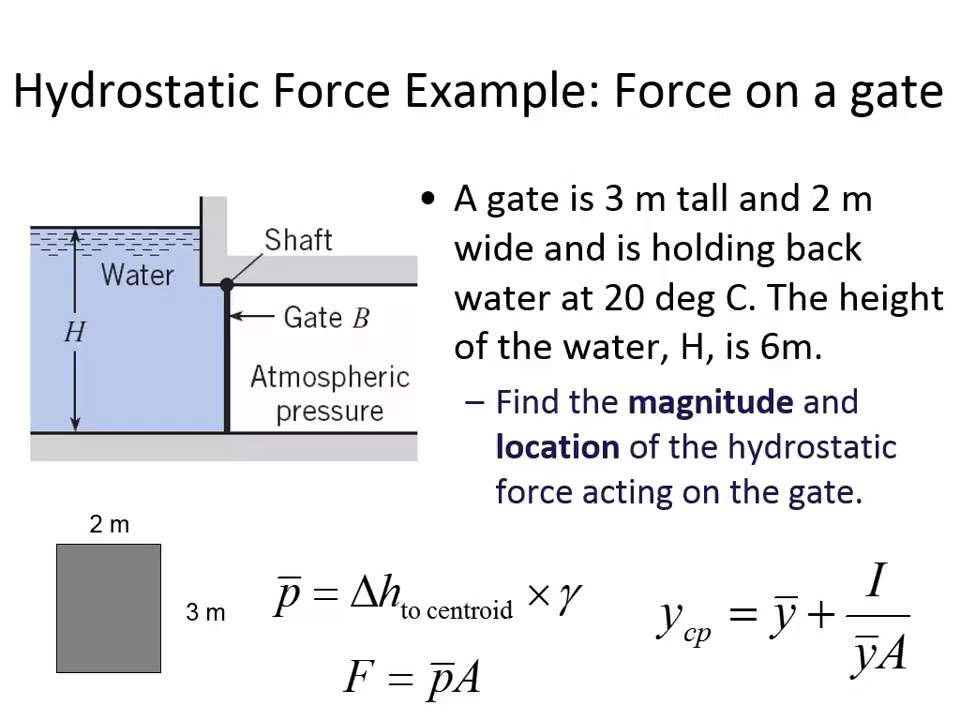 Hydrostatic Force Example: Force on a gate
Shaft
Water
H
Gate B
Atmospheric
pressure
• A gate is 3 m tall and 2 m
wide and is holding back
water at 20 deg C. The height
of the water, H, is 6m.
– Find the magnitude and
location of the hydrostatic
force acting on the gate.
2 m
3 m
p̅ = Δh_to centroid × γ
F = p̅A
y_cp = y̅ + I / y̅A